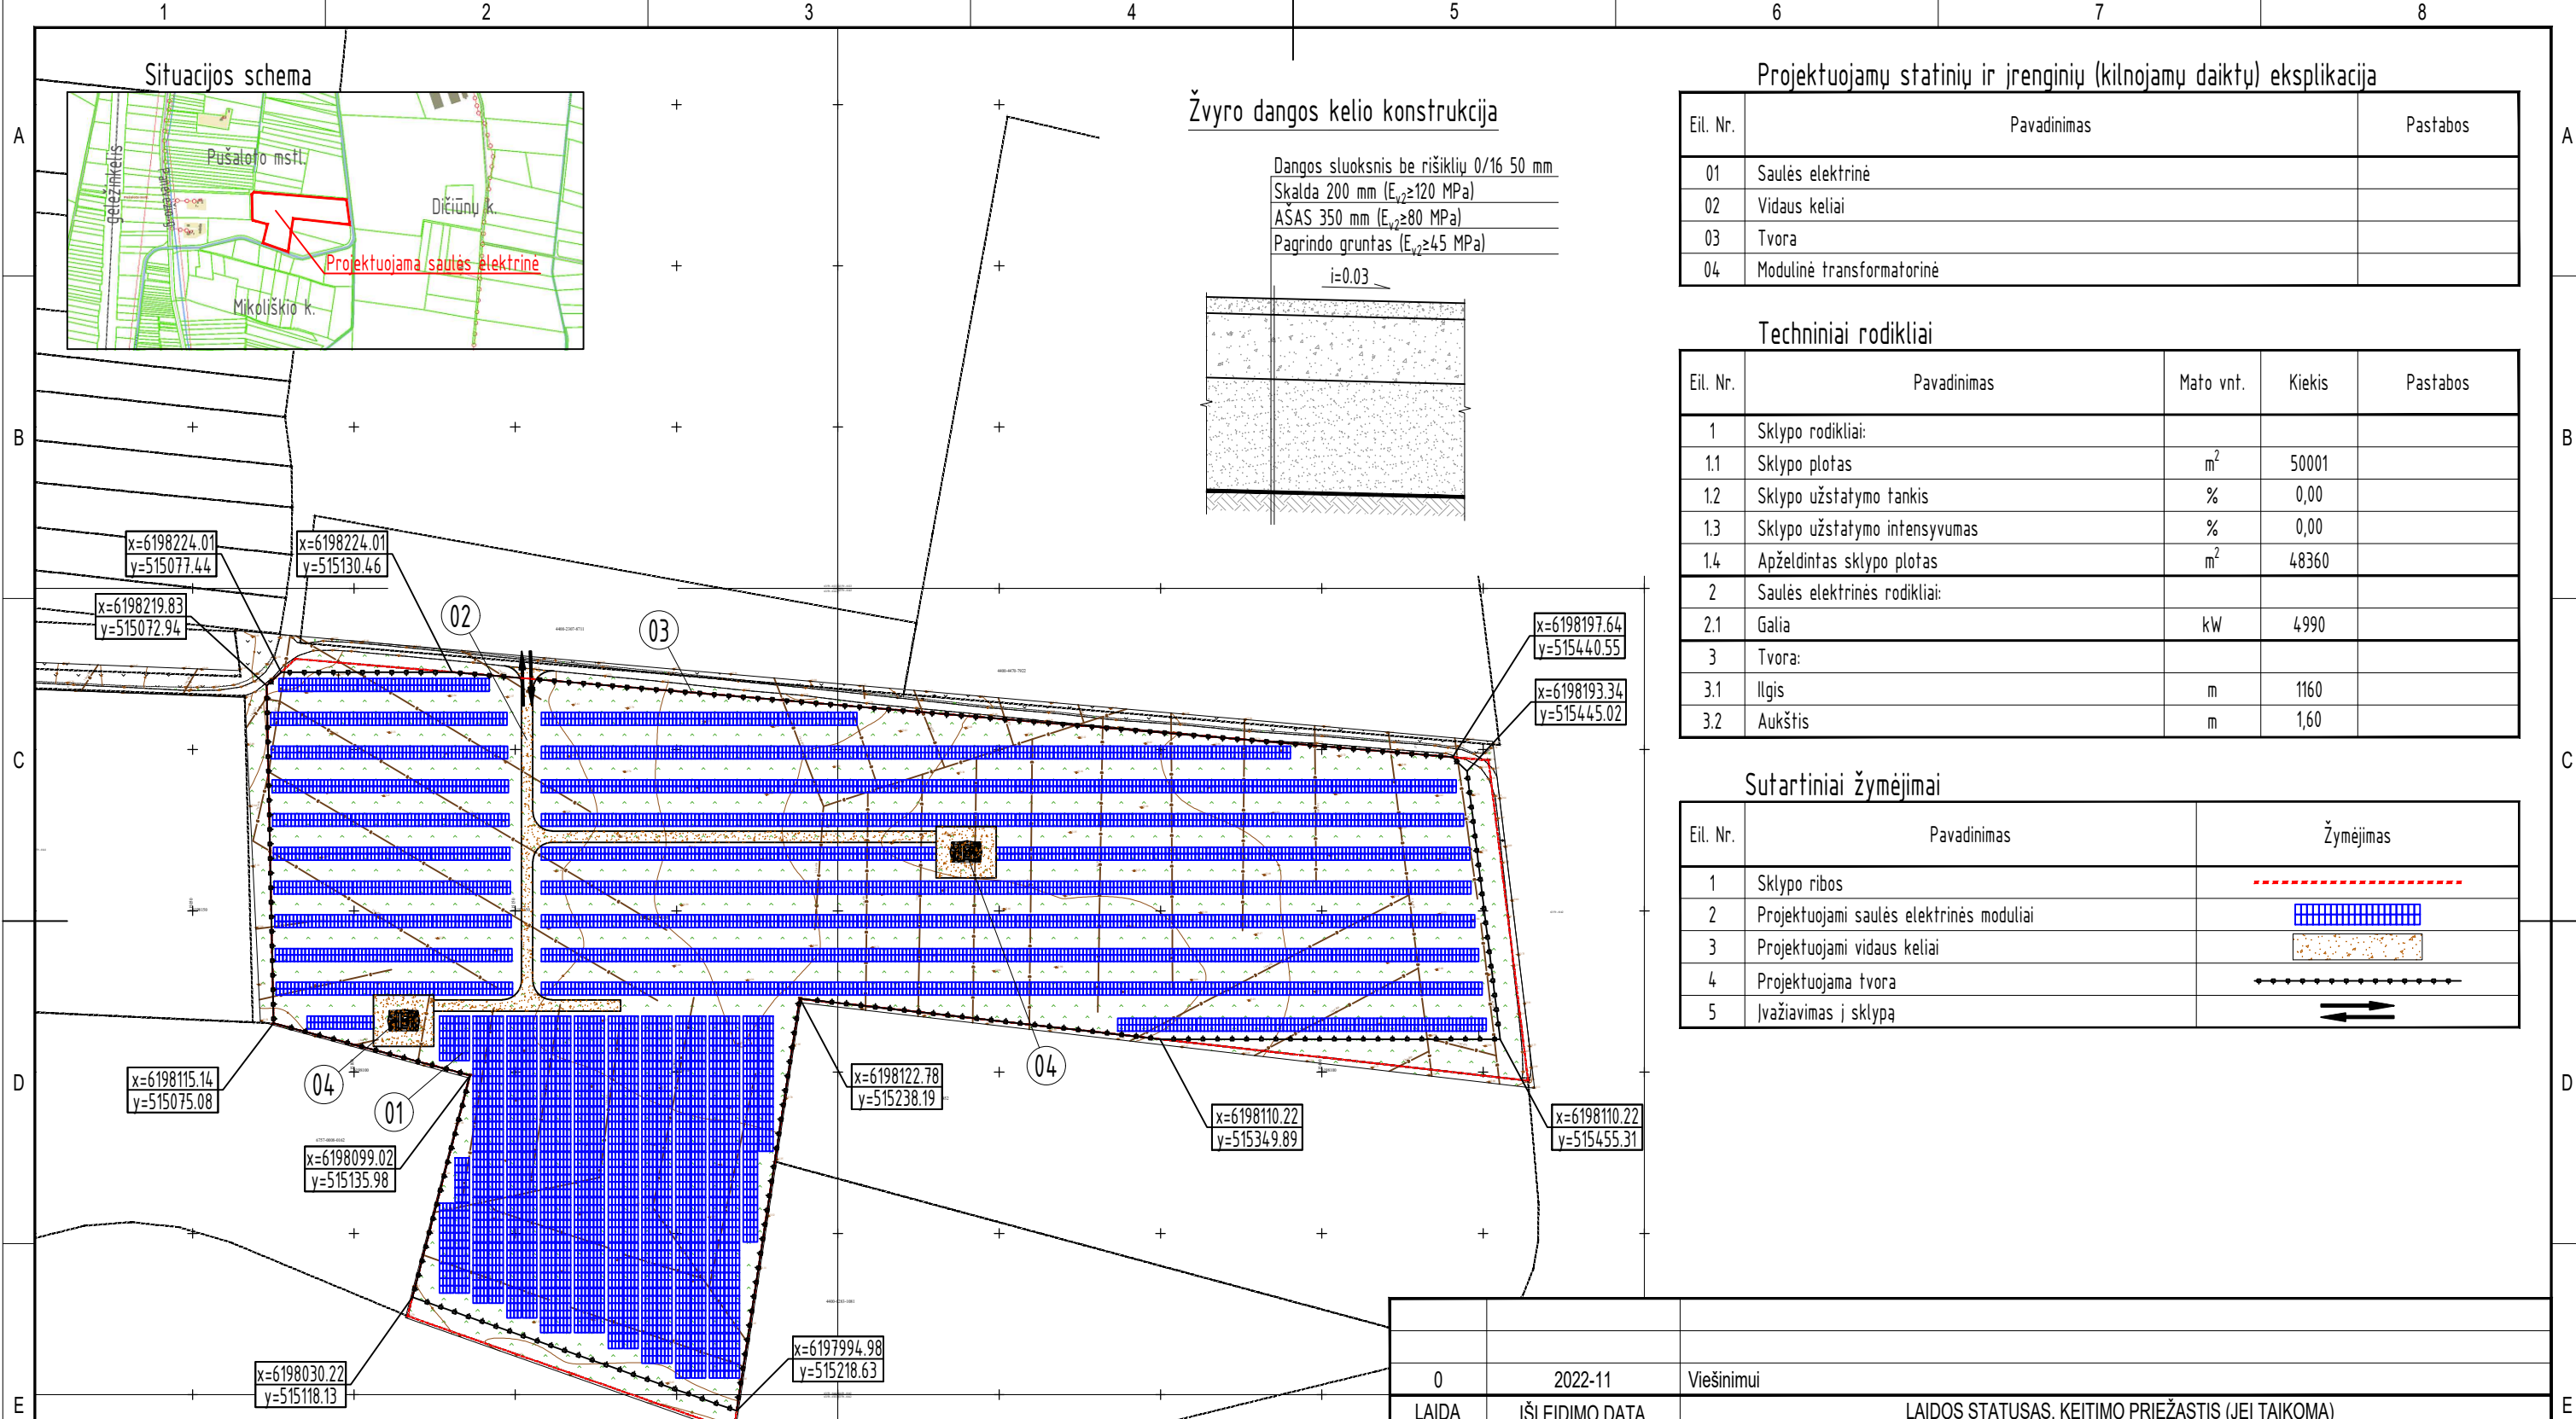 1 2 3 4 5 6 7 8
A
B
C
D
E
A
B
C
D
E
Situacijos schema
Pušaloto mstl.
geležinkelis
Dičiūnų k.
Projektuojama saulės elektrinė
Mikoliškio k.
Žvyro dangos kelio konstrukcija
Dangos sluoksnis be rišiklių 0/16 50 mm
Skalda 200 mm (Ev2≥120 MPa)
AŠAS 350 mm (Ev2≥80 MPa)
Pagrindo gruntas (Ev2≥45 MPa)
i=0.03
x=6198224.01
y=515077.44
x=6198224.01
y=515130.46
x=6198219.83
y=515072.94
02
03
x=6198197.64
y=515440.55
x=6198193.34
y=515445.02
x=6198115.14
y=515075.08
04
01
x=6198099.02
y=515135.98
x=6198122.78
y=515238.19
04
x=6198110.22
y=515349.89
x=6198110.22
y=515455.31
x=6198030.22
y=515118.13
x=6197994.98
y=515218.63
Projektuojamų statinių ir įrenginių (kilnojamų daiktų) eksplikacija
Eil. Nr. Pavadinimas Pastabos
01 Saulės elektrinė
02 Vidaus keliai
03 Tvora
04 Modulinė transformatorinė
Techniniai rodikliai
Eil. Nr. Pavadinimas Mato vnt. Kiekis Pastabos
1 Sklypo rodikliai:
1.1 Sklypo plotas m² 50001
1.2 Sklypo užstatymo tankis % 0,00
1.3 Sklypo užstatymo intensyvumas % 0,00
1.4 Apželdintas sklypo plotas m² 48360
2 Saulės elektrinės rodikliai:
2.1 Galia kW 4990
3 Tvora:
3.1 Ilgis m 1160
3.2 Aukštis m 1,60
Sutartiniai žymėjimai
Eil. Nr. Pavadinimas Žymėjimas
1 Sklypo ribos
2 Projektuojami saulės elektrinės moduliai
3 Projektuojami vidaus keliai
4 Projektuojama tvora
5 Įvažiavimas į sklypą
0 2022-11 Viešinimui
LAIDA IŠLEIDIMO DATA LAIDOS STATUSAS. KEITIMO PRIEŽASTIS (JEI TAIKOMA)